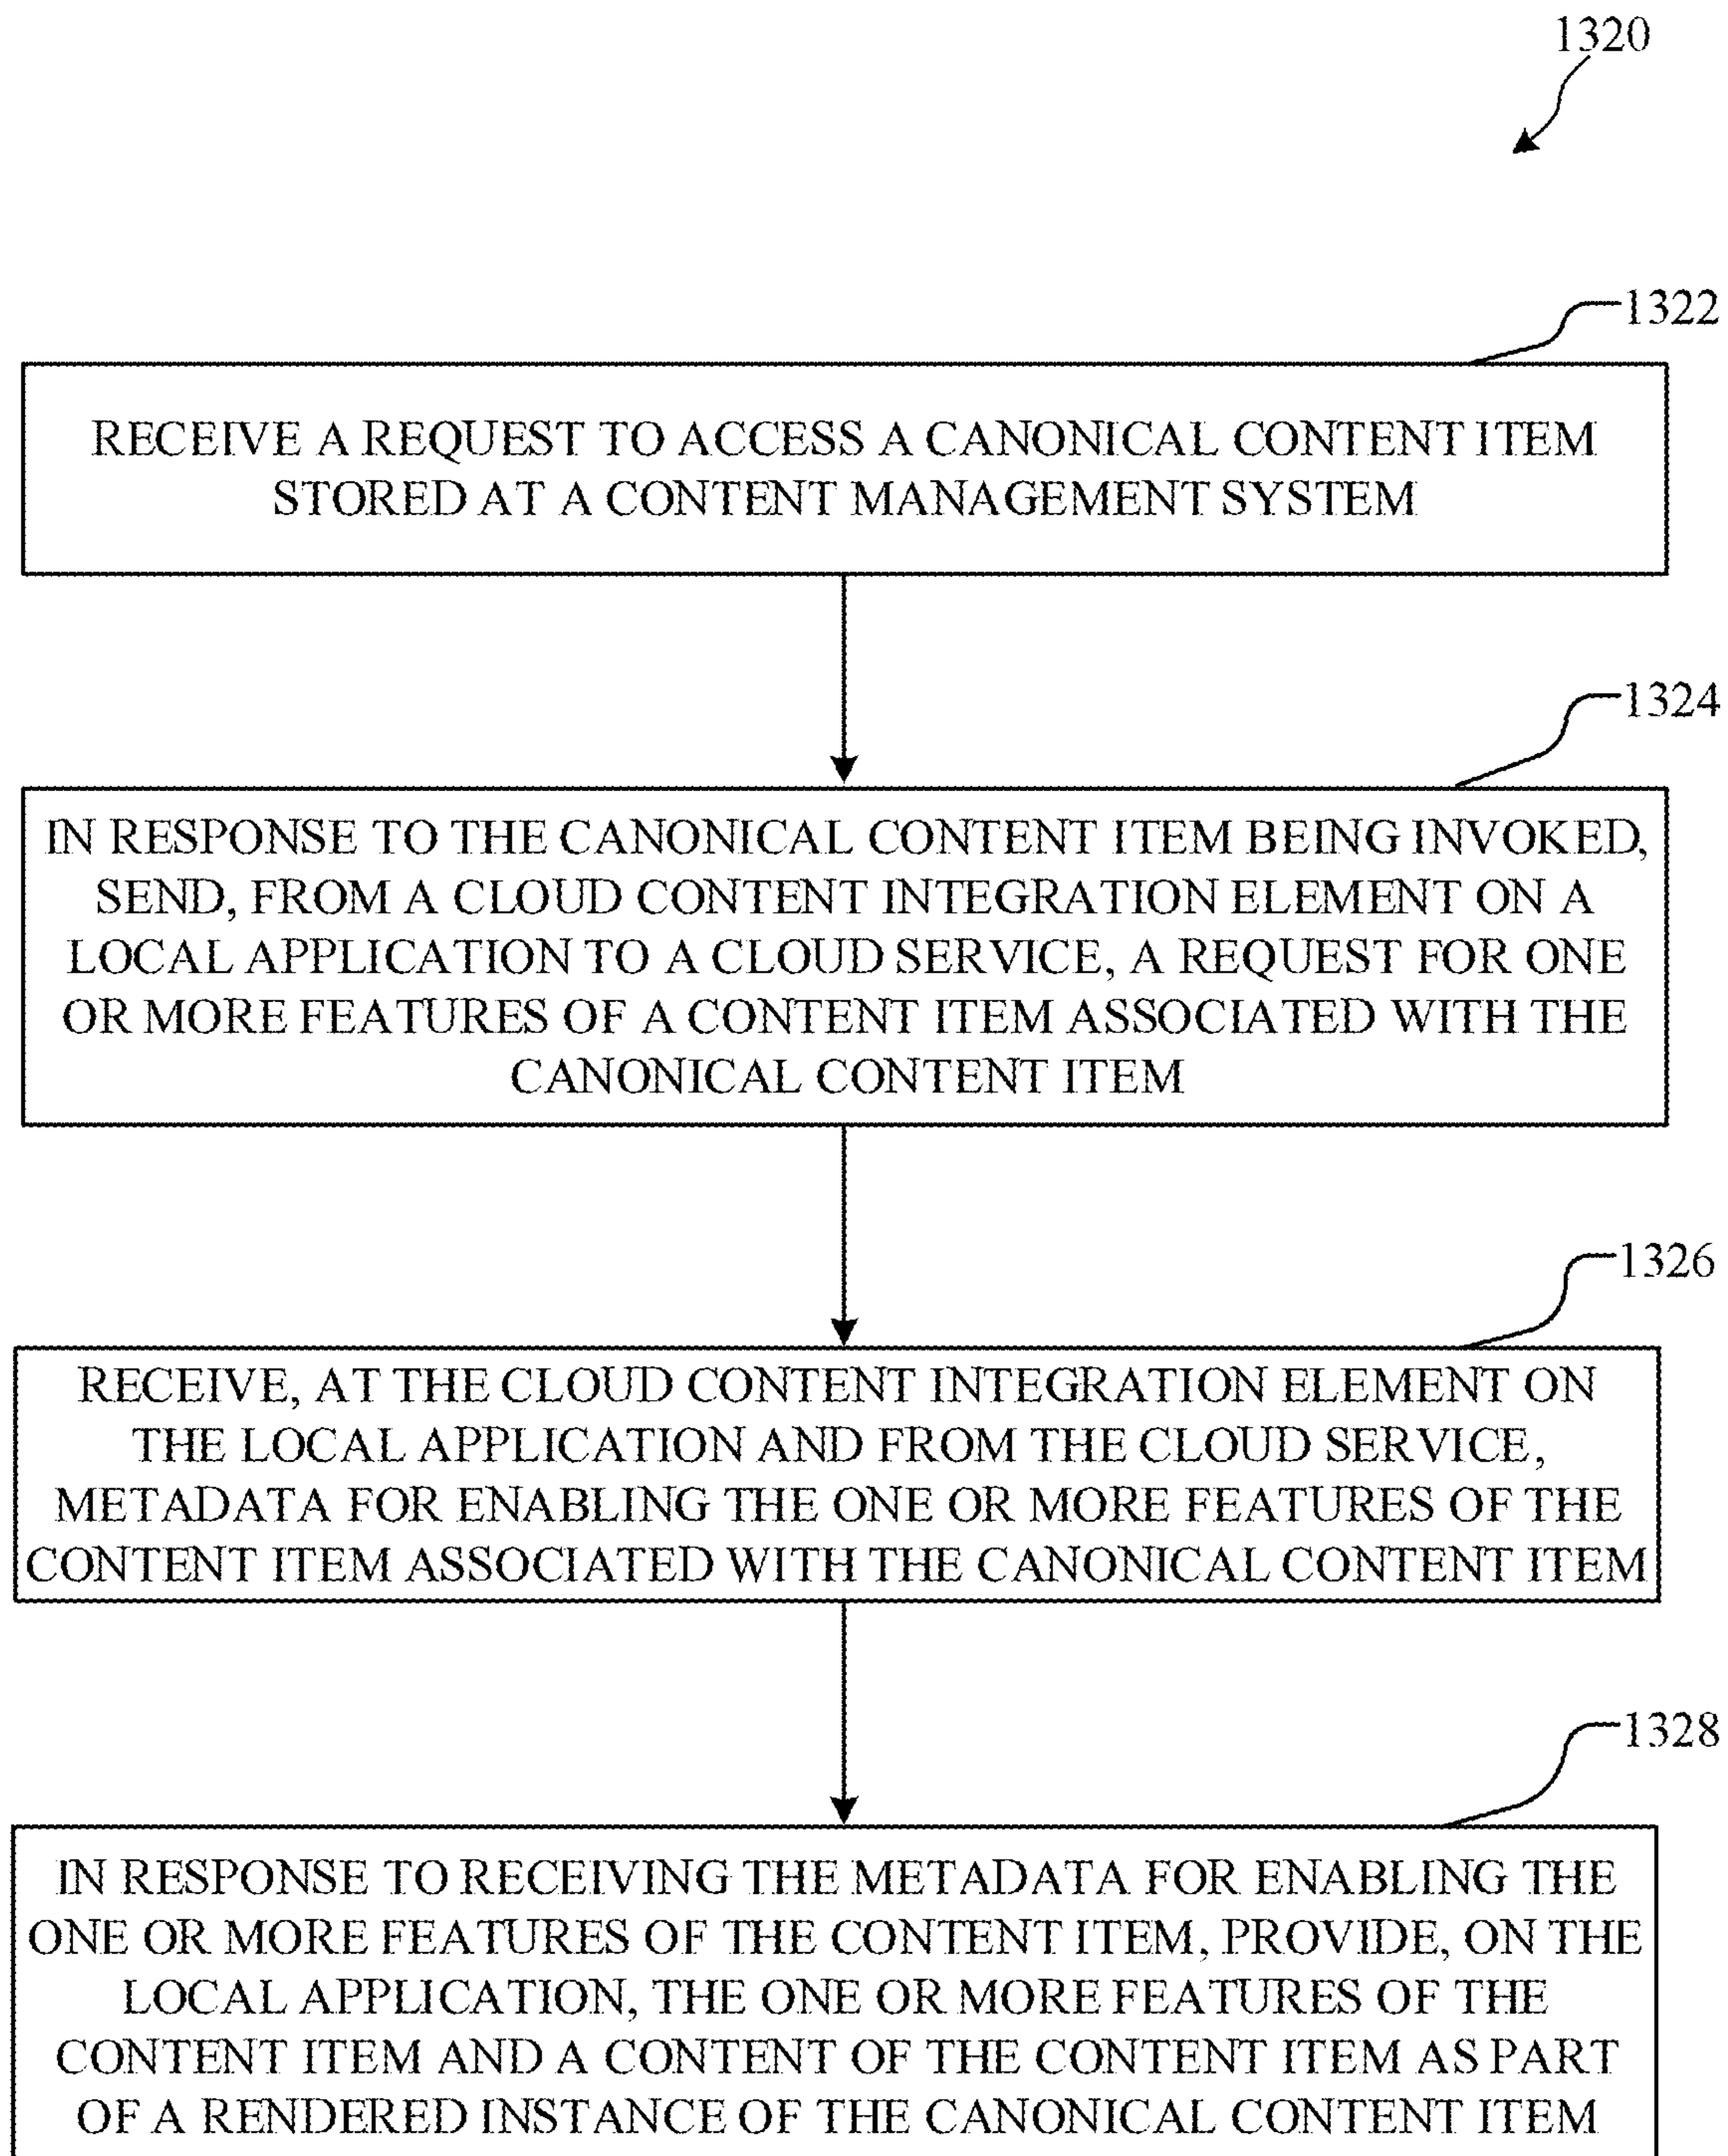 1320
1322
RECEIVE A REQUEST TO ACCESS A CANONICAL CONTENT ITEM
STORED AT A CONTENT MANAGEMENT SYSTEM
1324
IN RESPONSE TO THE CANONICAL CONTENT ITEM BEING INVOKED,
SEND, FROM A CLOUD CONTENT INTEGRATION ELEMENT ON A
LOCAL APPLICATION TO A CLOUD SERVICE, A REQUEST FOR ONE
OR MORE FEATURES OF A CONTENT ITEM ASSOCIATED WITH THE
CANONICAL CONTENT ITEM
1326
RECEIVE, AT THE CLOUD CONTENT INTEGRATION ELEMENT ON
THE LOCAL APPLICATION AND FROM THE CLOUD SERVICE,
METADATA FOR ENABLING THE ONE OR MORE FEATURES OF THE
CONTENT ITEM ASSOCIATED WITH THE CANONICAL CONTENT ITEM
1328
IN RESPONSE TO RECEIVING THE METADATA FOR ENABLING THE
ONE OR MORE FEATURES OF THE CONTENT ITEM, PROVIDE, ON THE
LOCAL APPLICATION, THE ONE OR MORE FEATURES OF THE
CONTENT ITEM AND A CONTENT OF THE CONTENT ITEM AS PART
OF A RENDERED INSTANCE OF THE CANONICAL CONTENT ITEM